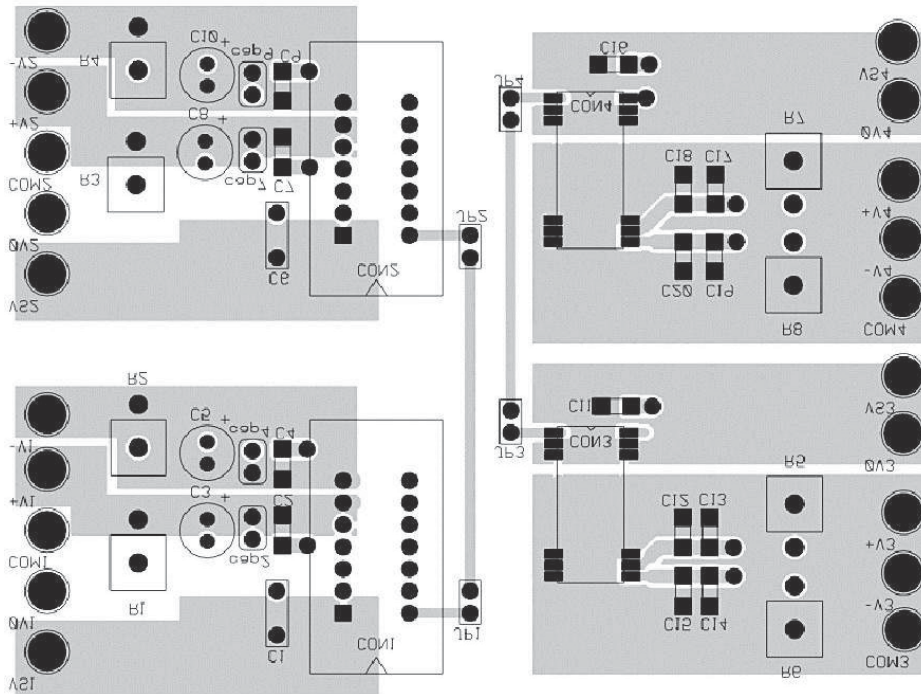 C10 +
-V2
R4
cap9
C9
+V2
C8 +
COM2
R3
cap7
C7
0V2
JP2
VS2
C6
CON2
R2
C5 +
-V1
cap4
C4
+V1
C3 +
C2
COM1
cap2
0V1
R1
C1
CON1
JP1
VS1
C16
VS4
JP4
CON4
R7
0V4
C18
C17
+V4
-V4
C20
C19
R8
COM4
C11
VS3
JP3
CON3
R5
0V3
C12
C13
+V3
-V3
C15
C14
R6
COM3